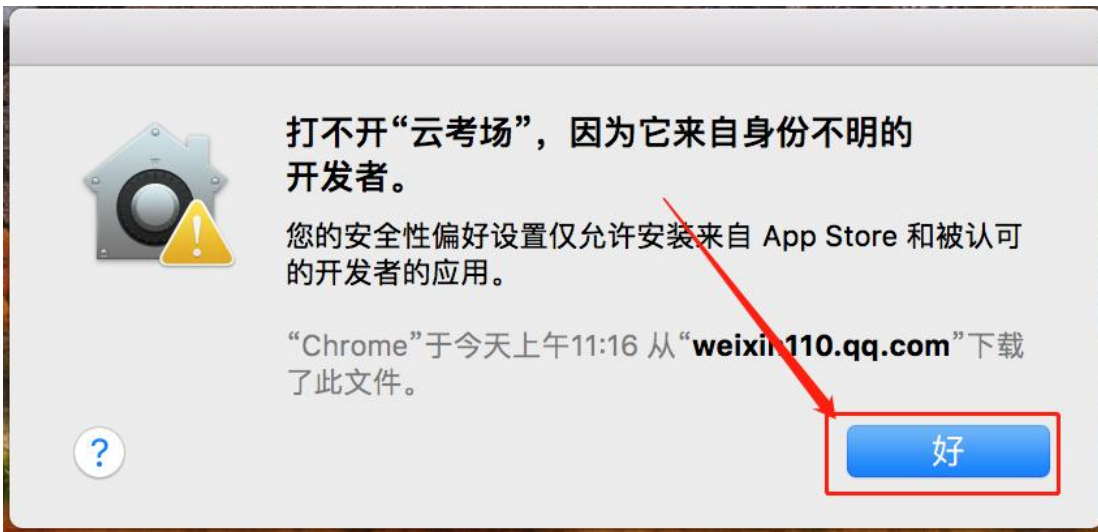 打不开“云考场”，因为它来自身份不明的
开发者。
您的安全性偏好设置仅允许安装来自 App Store 和被认可
的开发者的应用。
“Chrome”于今天上午11:16 从“weixin110.qq.com”下载
了此文件。
?
好